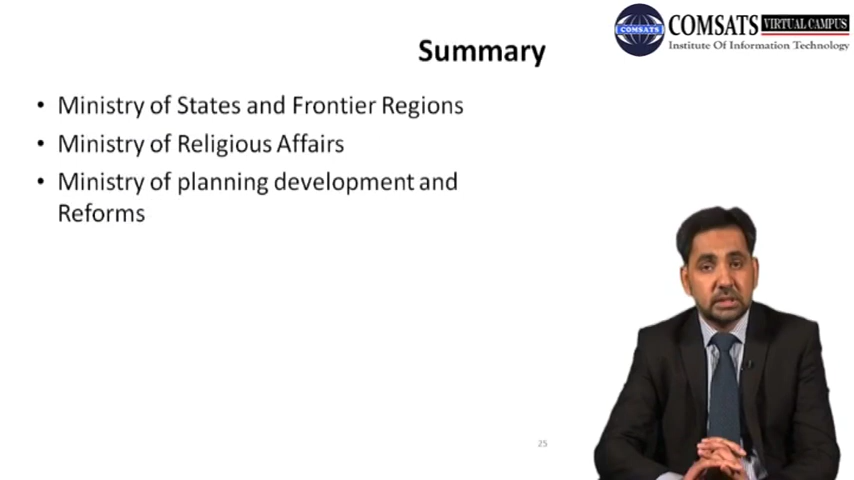 COMSATS
COMSATS VIRTUAL CAMPUS
Institute Of Information Technology
Summary
• Ministry of States and Frontier Regions
• Ministry of Religious Affairs
• Ministry of planning development and
Reforms
25